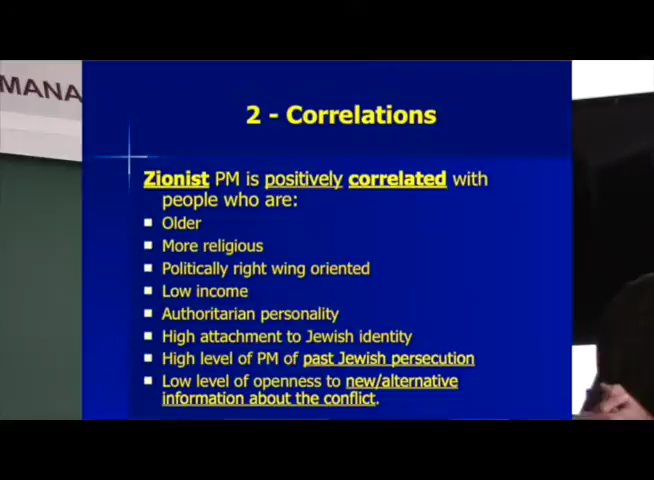 MANA
2 - Correlations
Zionist PM is positively correlated with
people who are:
Older
More religious
Politically right wing oriented
Low income
Authoritarian personality
High attachment to Jewish identity
High level of PM of past Jewish persecution
Low level of openness to new/alternative
information about the conflict.